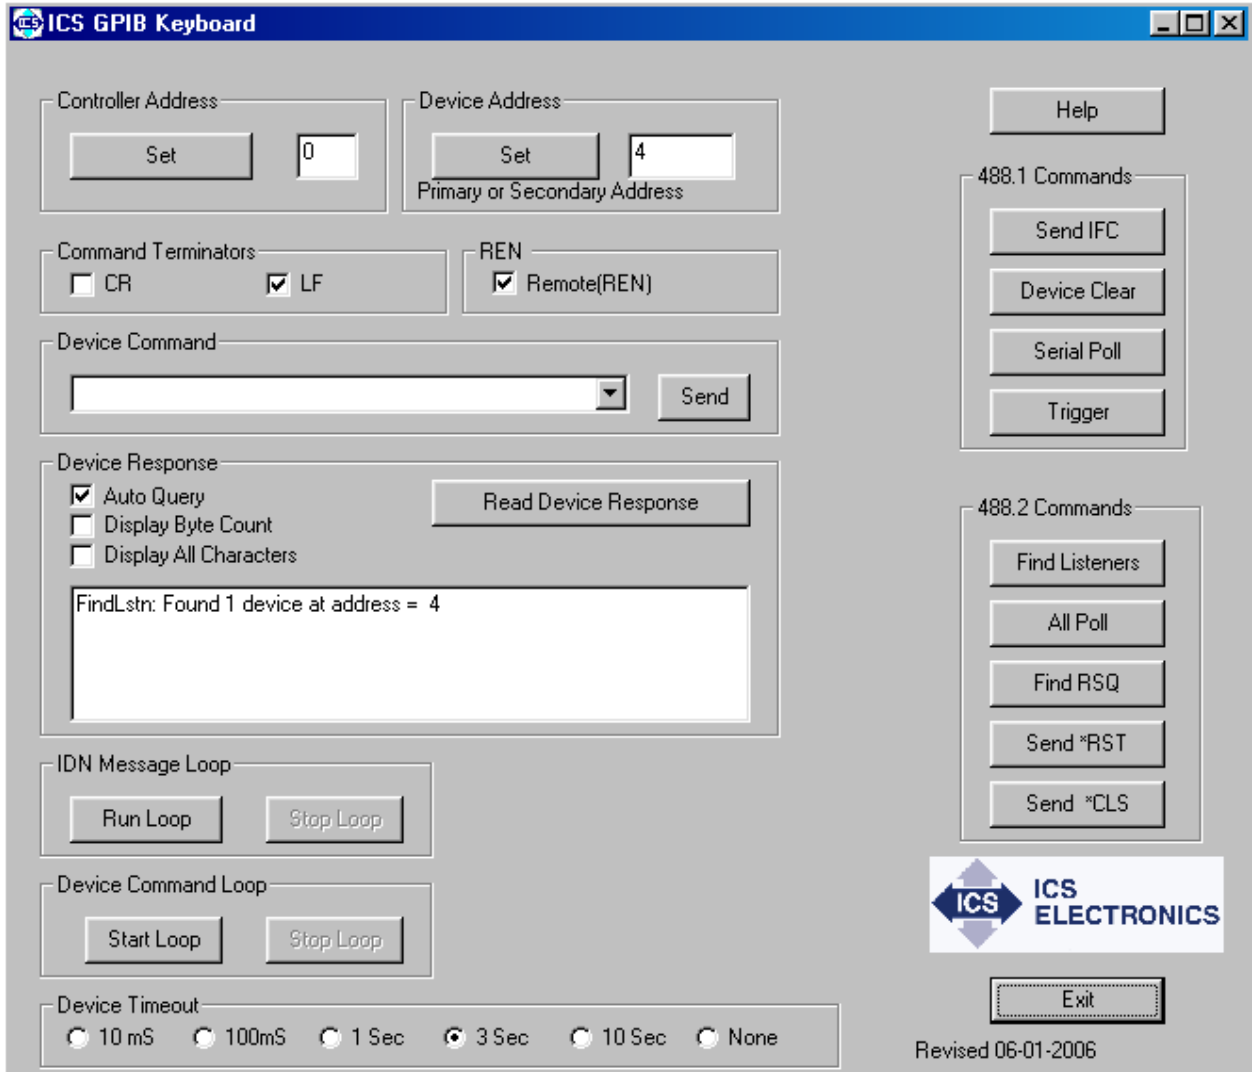 ICS GPIB Keyboard
Controller Address
Set 0
Device Address
Set 4
Primary or Secondary Address
Help
Command Terminators
CR LF
REN
Remote(REN)
Device Command
Send
Device Response
Auto Query
Display Byte Count
Display All Characters
Read Device Response
FindLstn: Found 1 device at address = 4
IDN Message Loop
Run Loop Stop Loop
Device Command Loop
Start Loop Stop Loop
Device Timeout
10 mS 100mS 1 Sec 3 Sec 10 Sec None
488.1 Commands
Send IFC
Device Clear
Serial Poll
Trigger
488.2 Commands
Find Listeners
All Poll
Find RSQ
Send *RST
Send *CLS
ICS
ICS
ELECTRONICS
Exit
Revised 06-01-2006